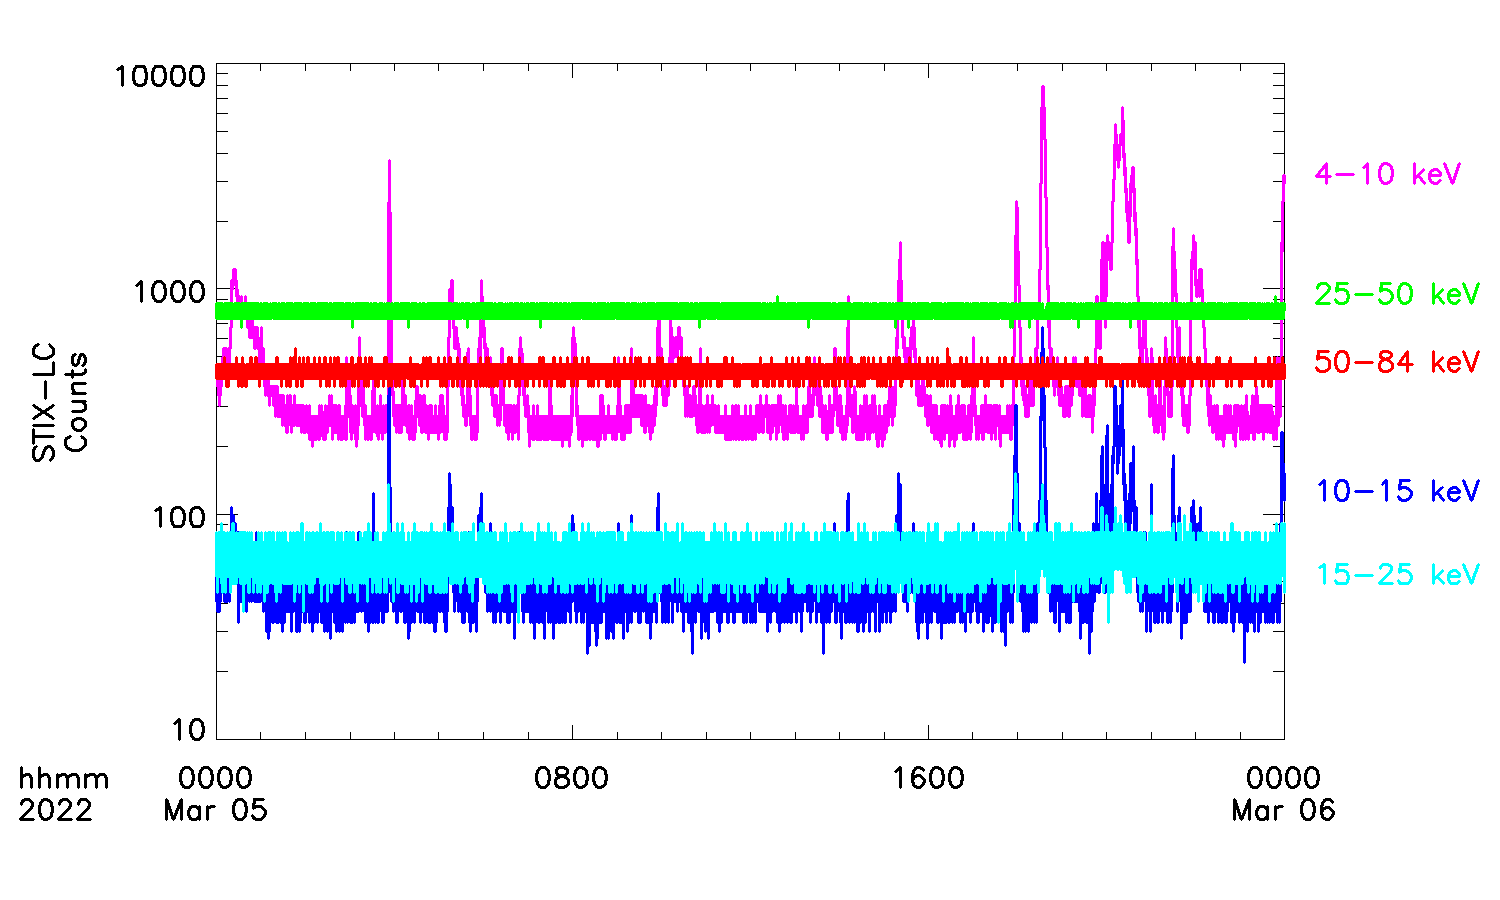 10000
1000
100
10
STIX-LC
Counts
4-10 keV
25-50 keV
50-84 keV
10-15 keV
15-25 keV
hhmm 0000 0800 1600 0000
2022 Mar 05 Mar 06